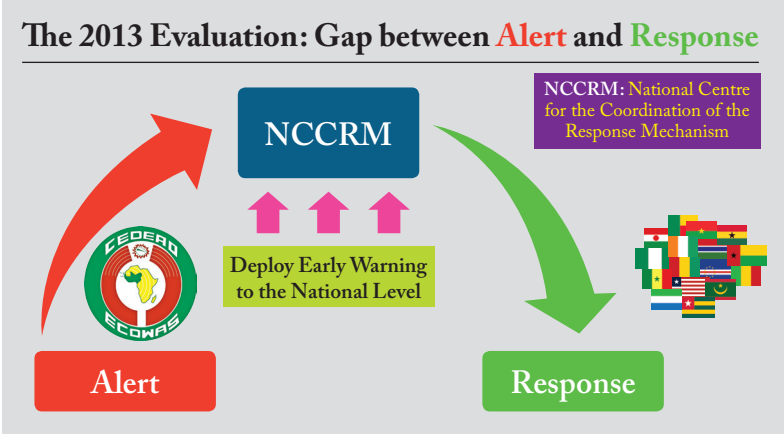 The 2013 Evaluation: Gap between Alert and Response
NCCRM: National Centre
for the Coordination of the
Response Mechanism
NCCRM
CEDEAO
ECOWAS
Deploy Early Warning
to the National Level
Alert
Response